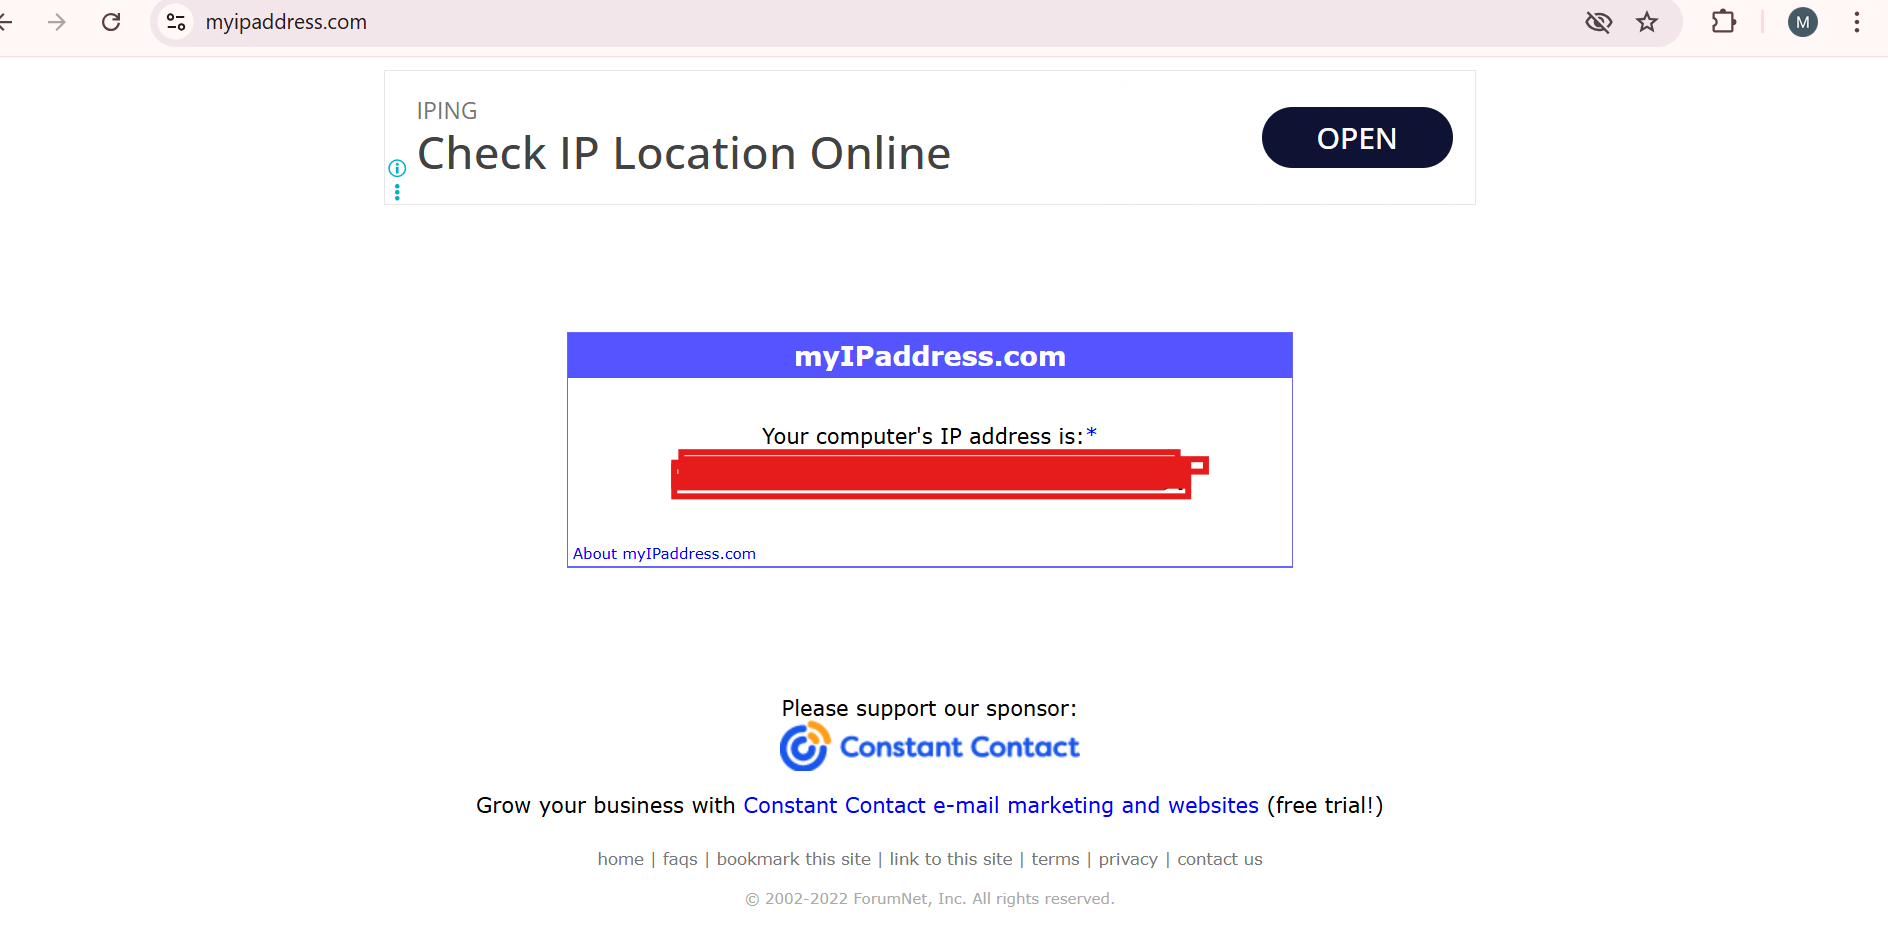 myipaddress.com
M
IPING
Check IP Location Online
OPEN
myIPaddress.com
Your computer's IP address is:*
About myIPaddress.com
Please support our sponsor:
Constant Contact
Grow your business with Constant Contact e-mail marketing and websites (free trial!)
home | faqs | bookmark this site | link to this site | terms | privacy | contact us
© 2002-2022 ForumNet, Inc. All rights reserved.